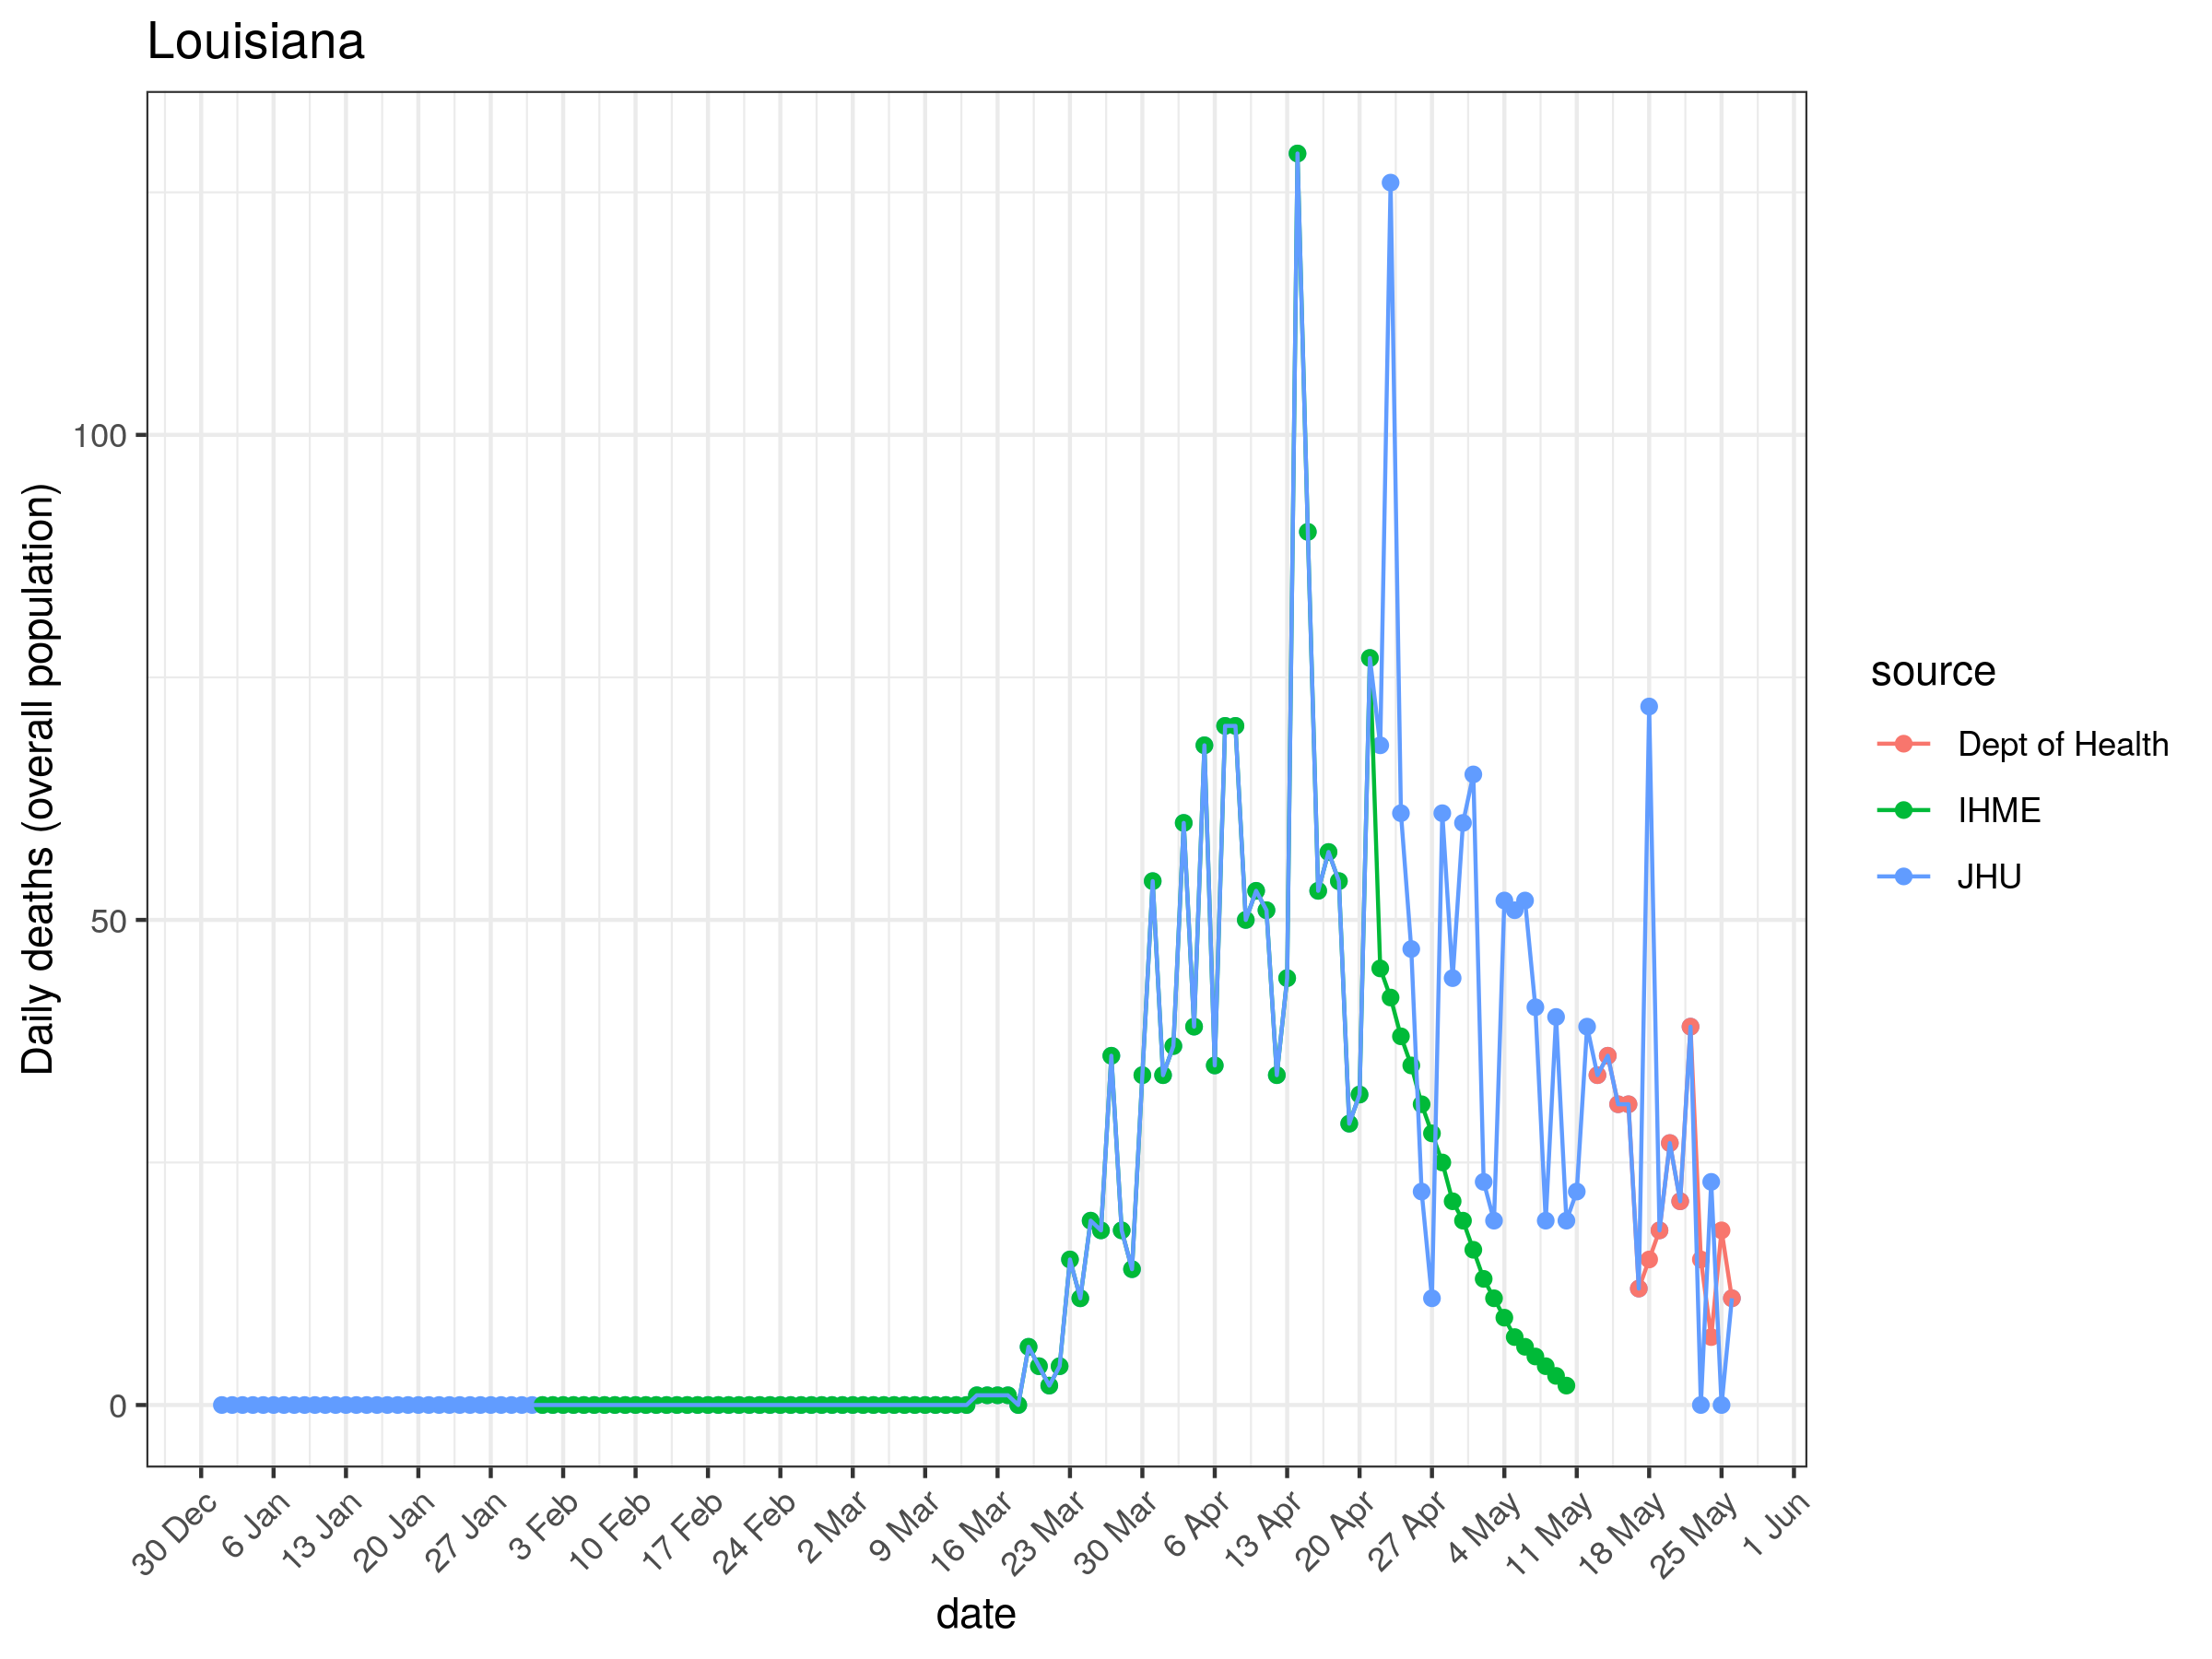 Louisiana
Daily deaths (overall population)
100
50
0
30 Dec
6 Jan
13 Jan
20 Jan
27 Jan
3 Feb
10 Feb
17 Feb
24 Feb
2 Mar
9 Mar
16 Mar
23 Mar
30 Mar
6 Apr
13 Apr
20 Apr
27 Apr
4 May
11 May
18 May
25 May
1 Jun
date
source
Dept of Health
IHME
JHU